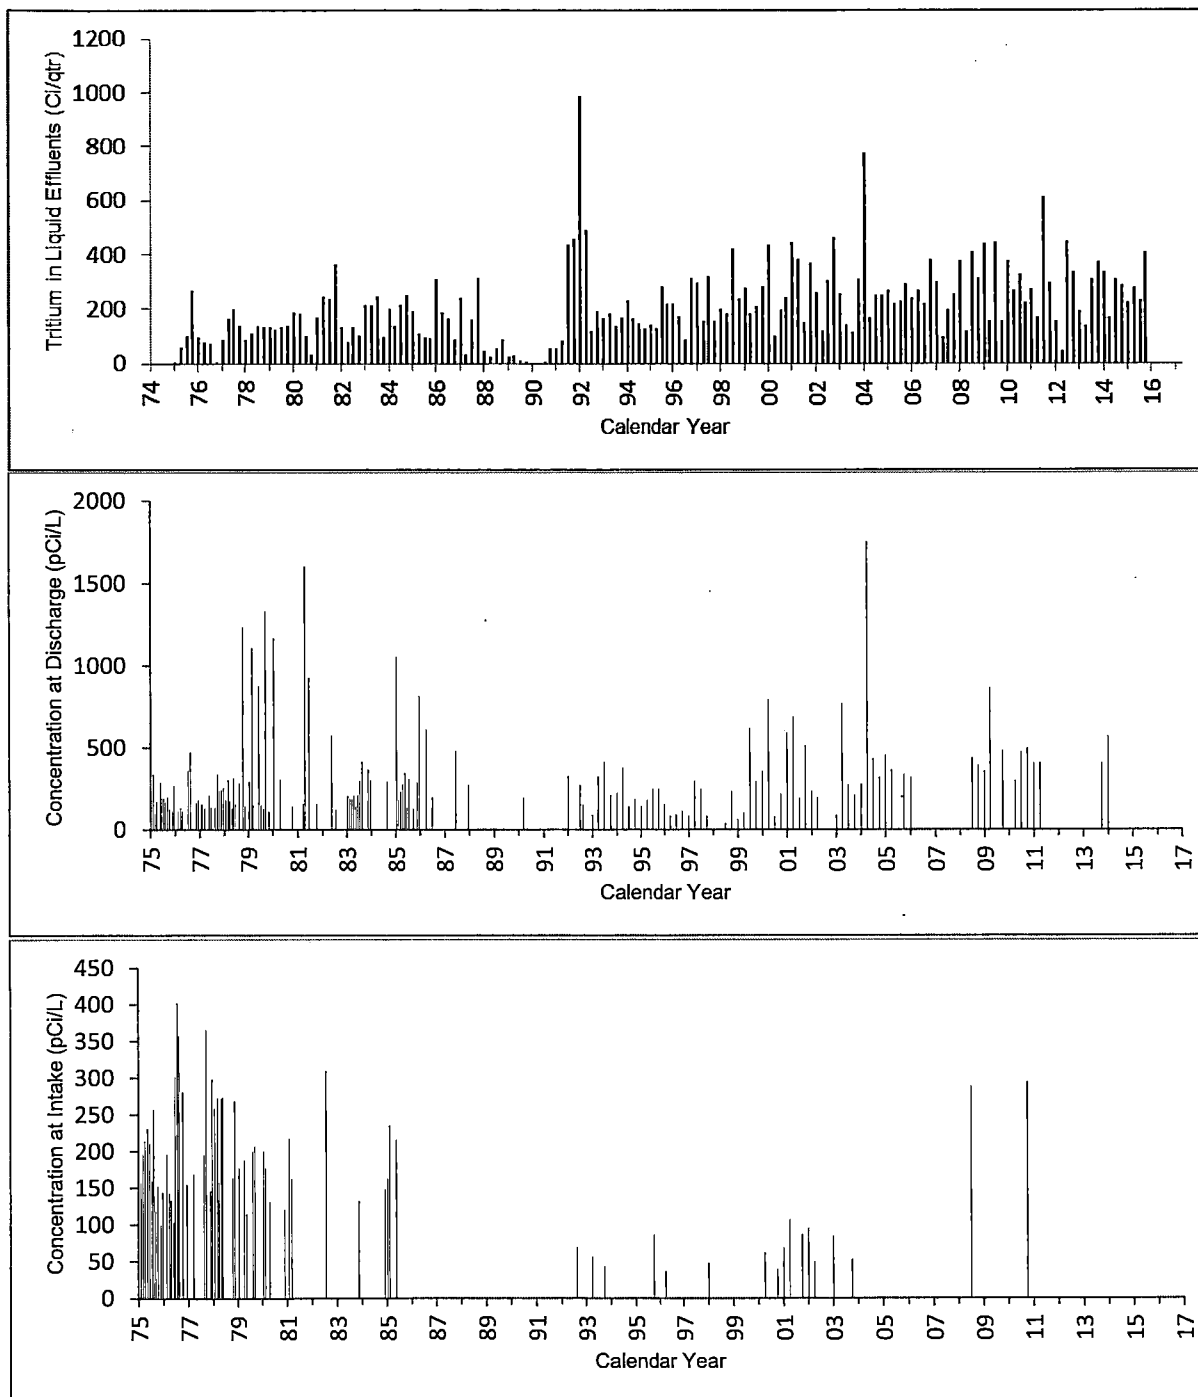 Tritium in Liquid Effluents (Ci/qtr)
1200
1000
800
600
400
200
0
74 76 78 80 82 84 86 88 90 92 94 96 98 00 02 04 06 08 10 12 14 16
Calendar Year
Concentration at Discharge (pCi/L)
2000
1500
1000
500
0
75 77 79 81 83 85 87 89 91 93 95 97 99 01 03 05 07 09 11 13 15 17
Calendar Year
Concentration at Intake (pCi/L)
450
400
350
300
250
200
150
100
50
0
75 77 79 81 83 85 87 89 91 93 95 97 99 01 03 05 07 09 11 13 15 17
Calendar Year